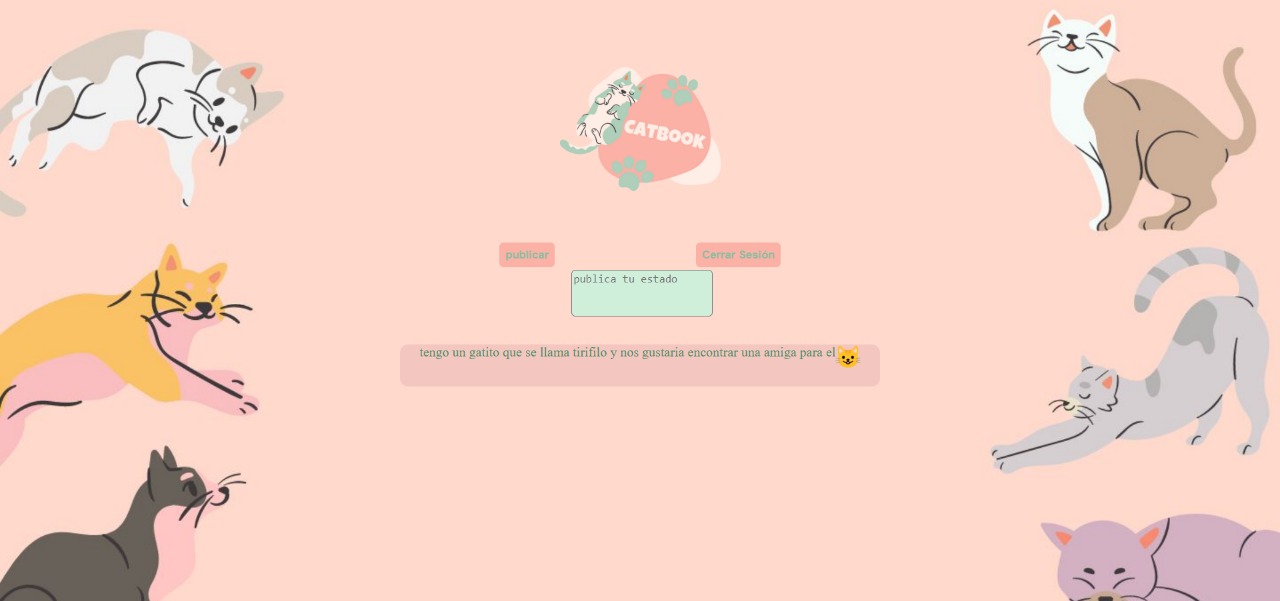 CATBOOK
publicar
Cerrar Sesión
publica tu estado
tengo un gatito que se llama tirifilo y nos gustaria encontrar una amiga para el😺